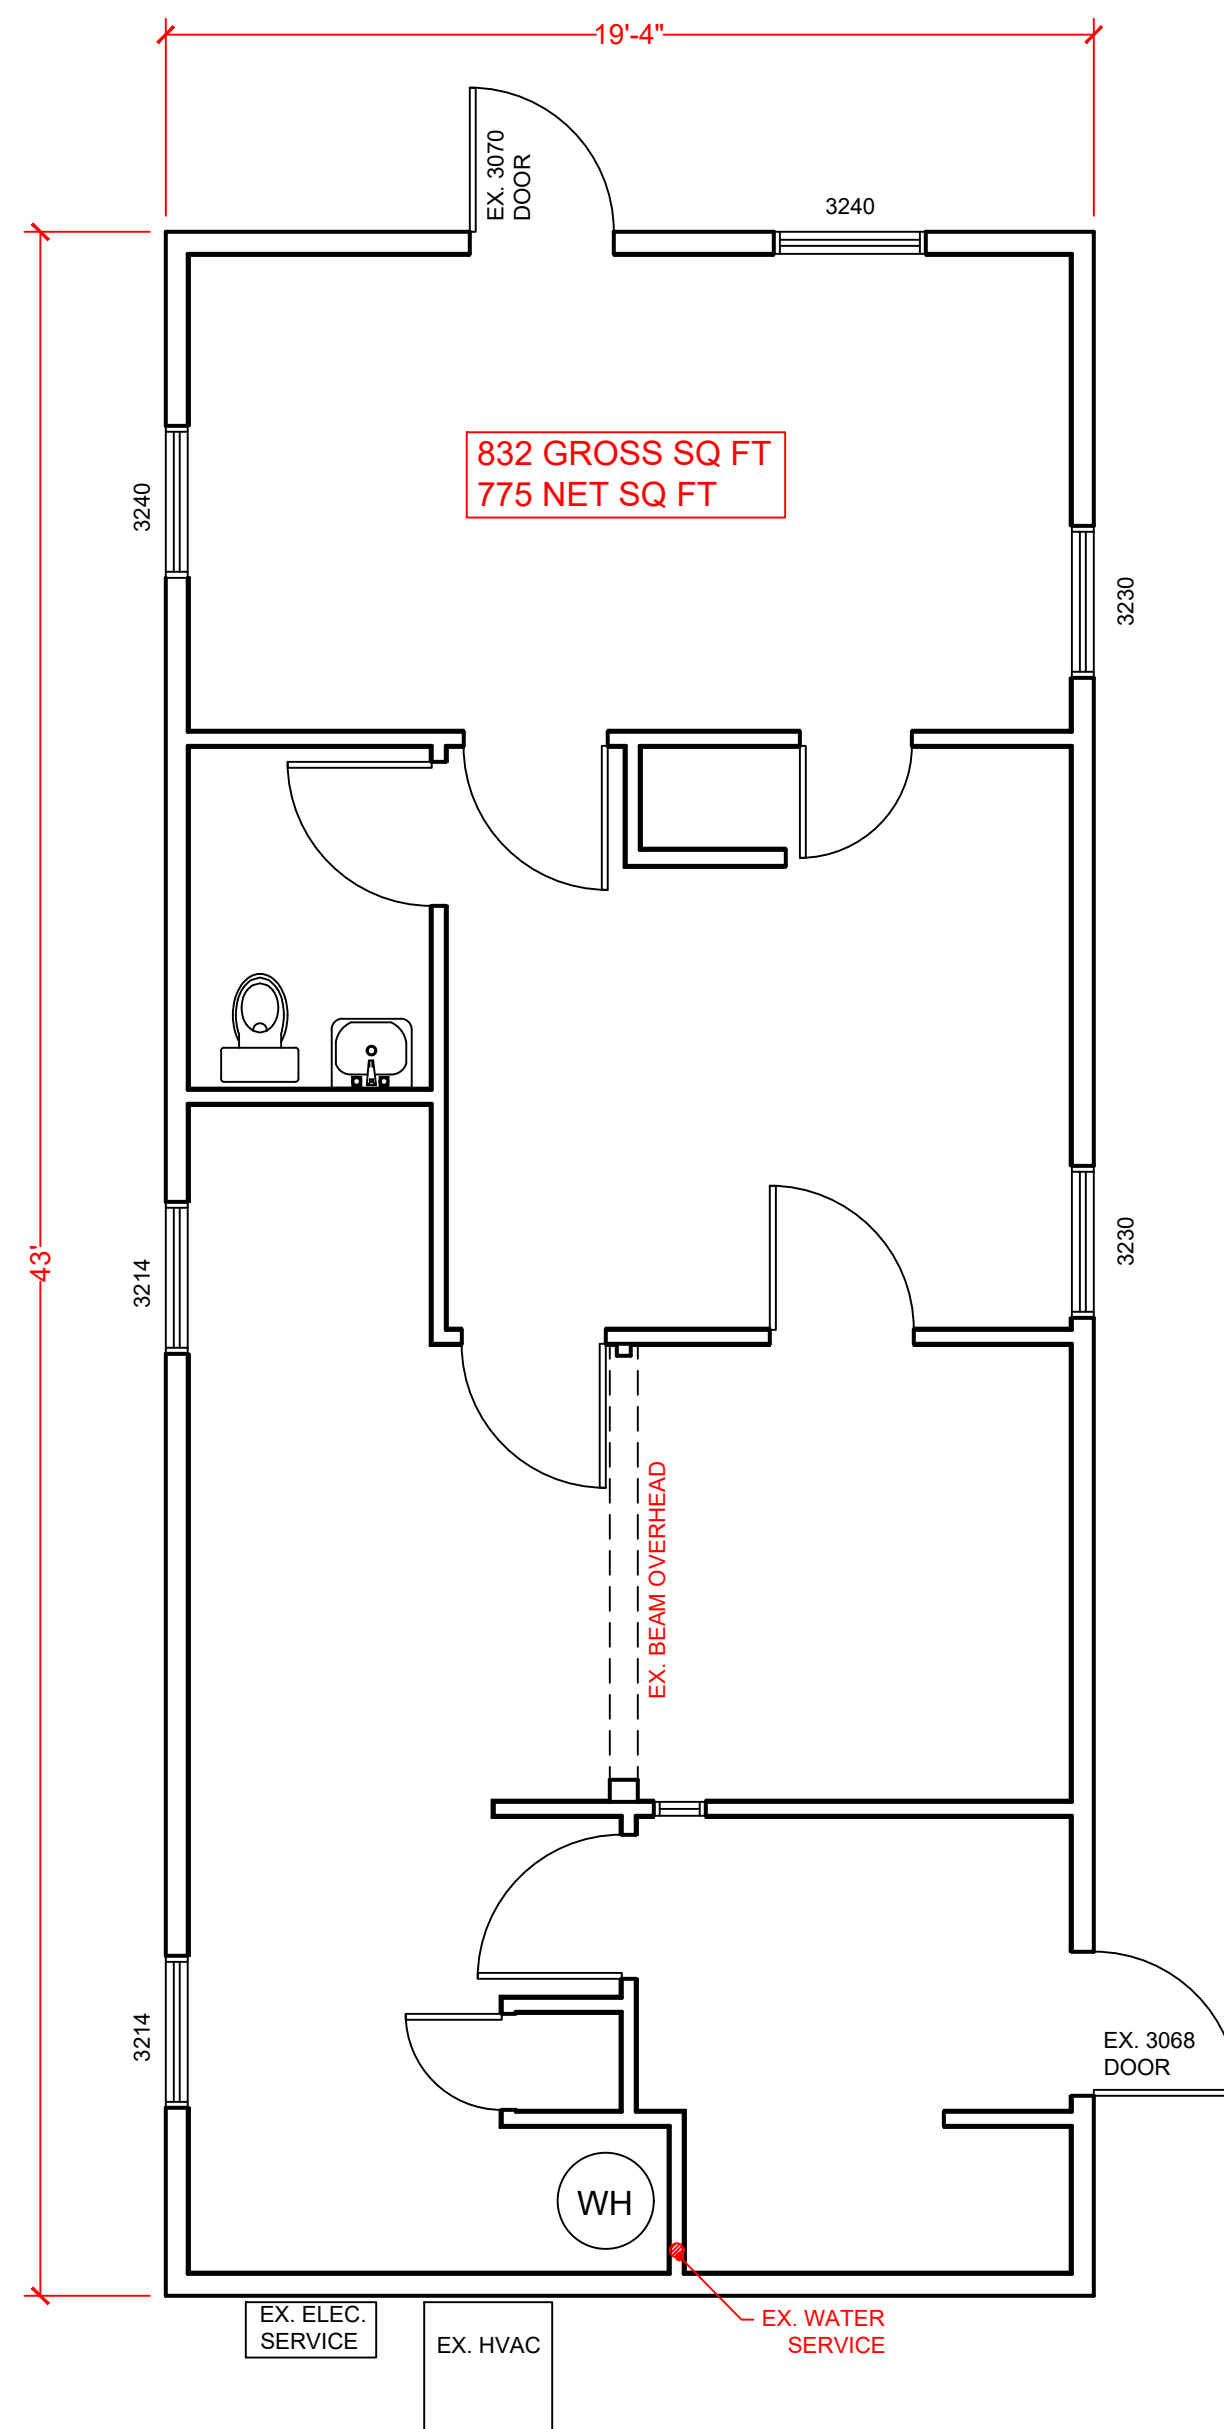 19'-4"
EX. 3070
DOOR
3240
832 GROSS SQ FT
775 NET SQ FT
3240
3230
43'
3214
3230
EX. BEAM OVERHEAD
3214
EX. 3068
DOOR
WH
EX. ELEC.
SERVICE
EX. HVAC
EX. WATER
SERVICE